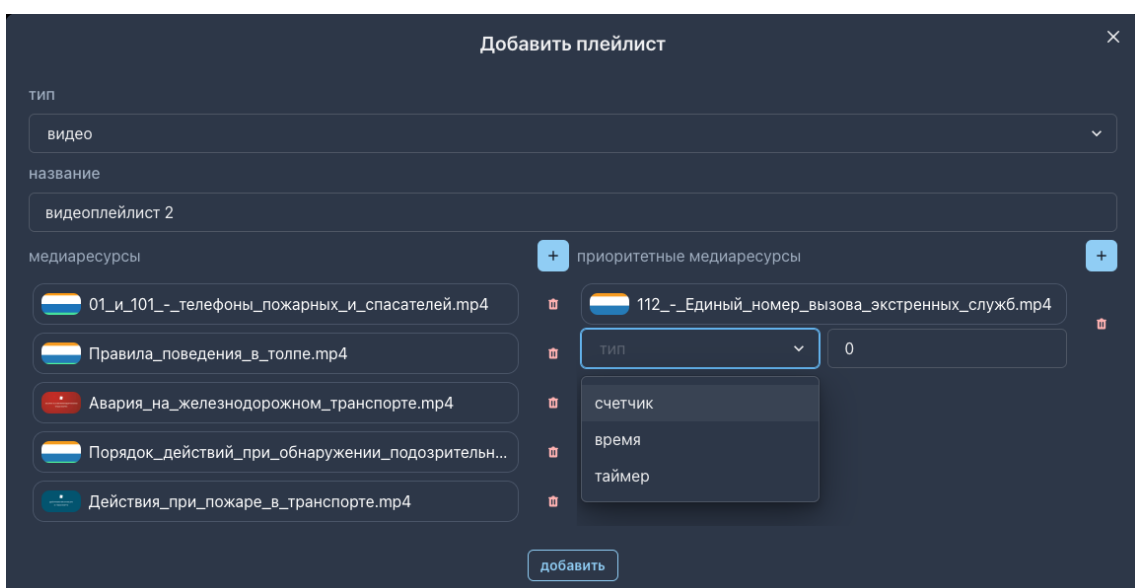 Добавить плейлист
тип
видео
название
видеоплейлист 2
медиаресурсы
приоритетные медиаресурсы
01_и_101_-_телефоны_пожарных_и_спасателей.mp4
112_-_Единый_номер_вызова_экстренных_служб.mp4
Правила_поведения_в_толпе.mp4
тип
0
Авария_на_железнодорожном_транспорте.mp4
счетчик
время
Порядок_действий_при_обнаружении_подозрительн...
таймер
Действия_при_пожаре_в_транспорте.mp4
добавить